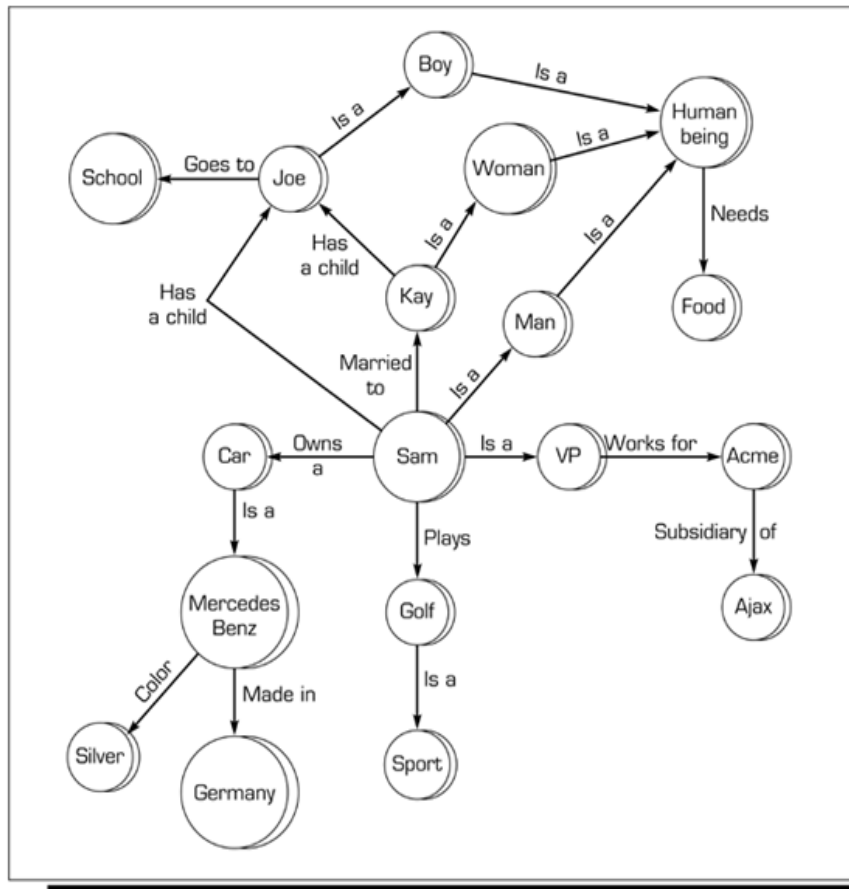 Boy
Is a
Is a
Human
being
Woman
Is a
School
Goes to
Joe
Needs
Has
a child
Is a
Is a
Has
a child
Kay
Man
Food
Married
to
Is a
Car
Owns
a
Sam
Is a
VP
Works for
Acme
Is a
Plays
Subsidiary of
Mercedes
Benz
Golf
Ajax
Color
Made in
Is a
Silver
Germany
Sport